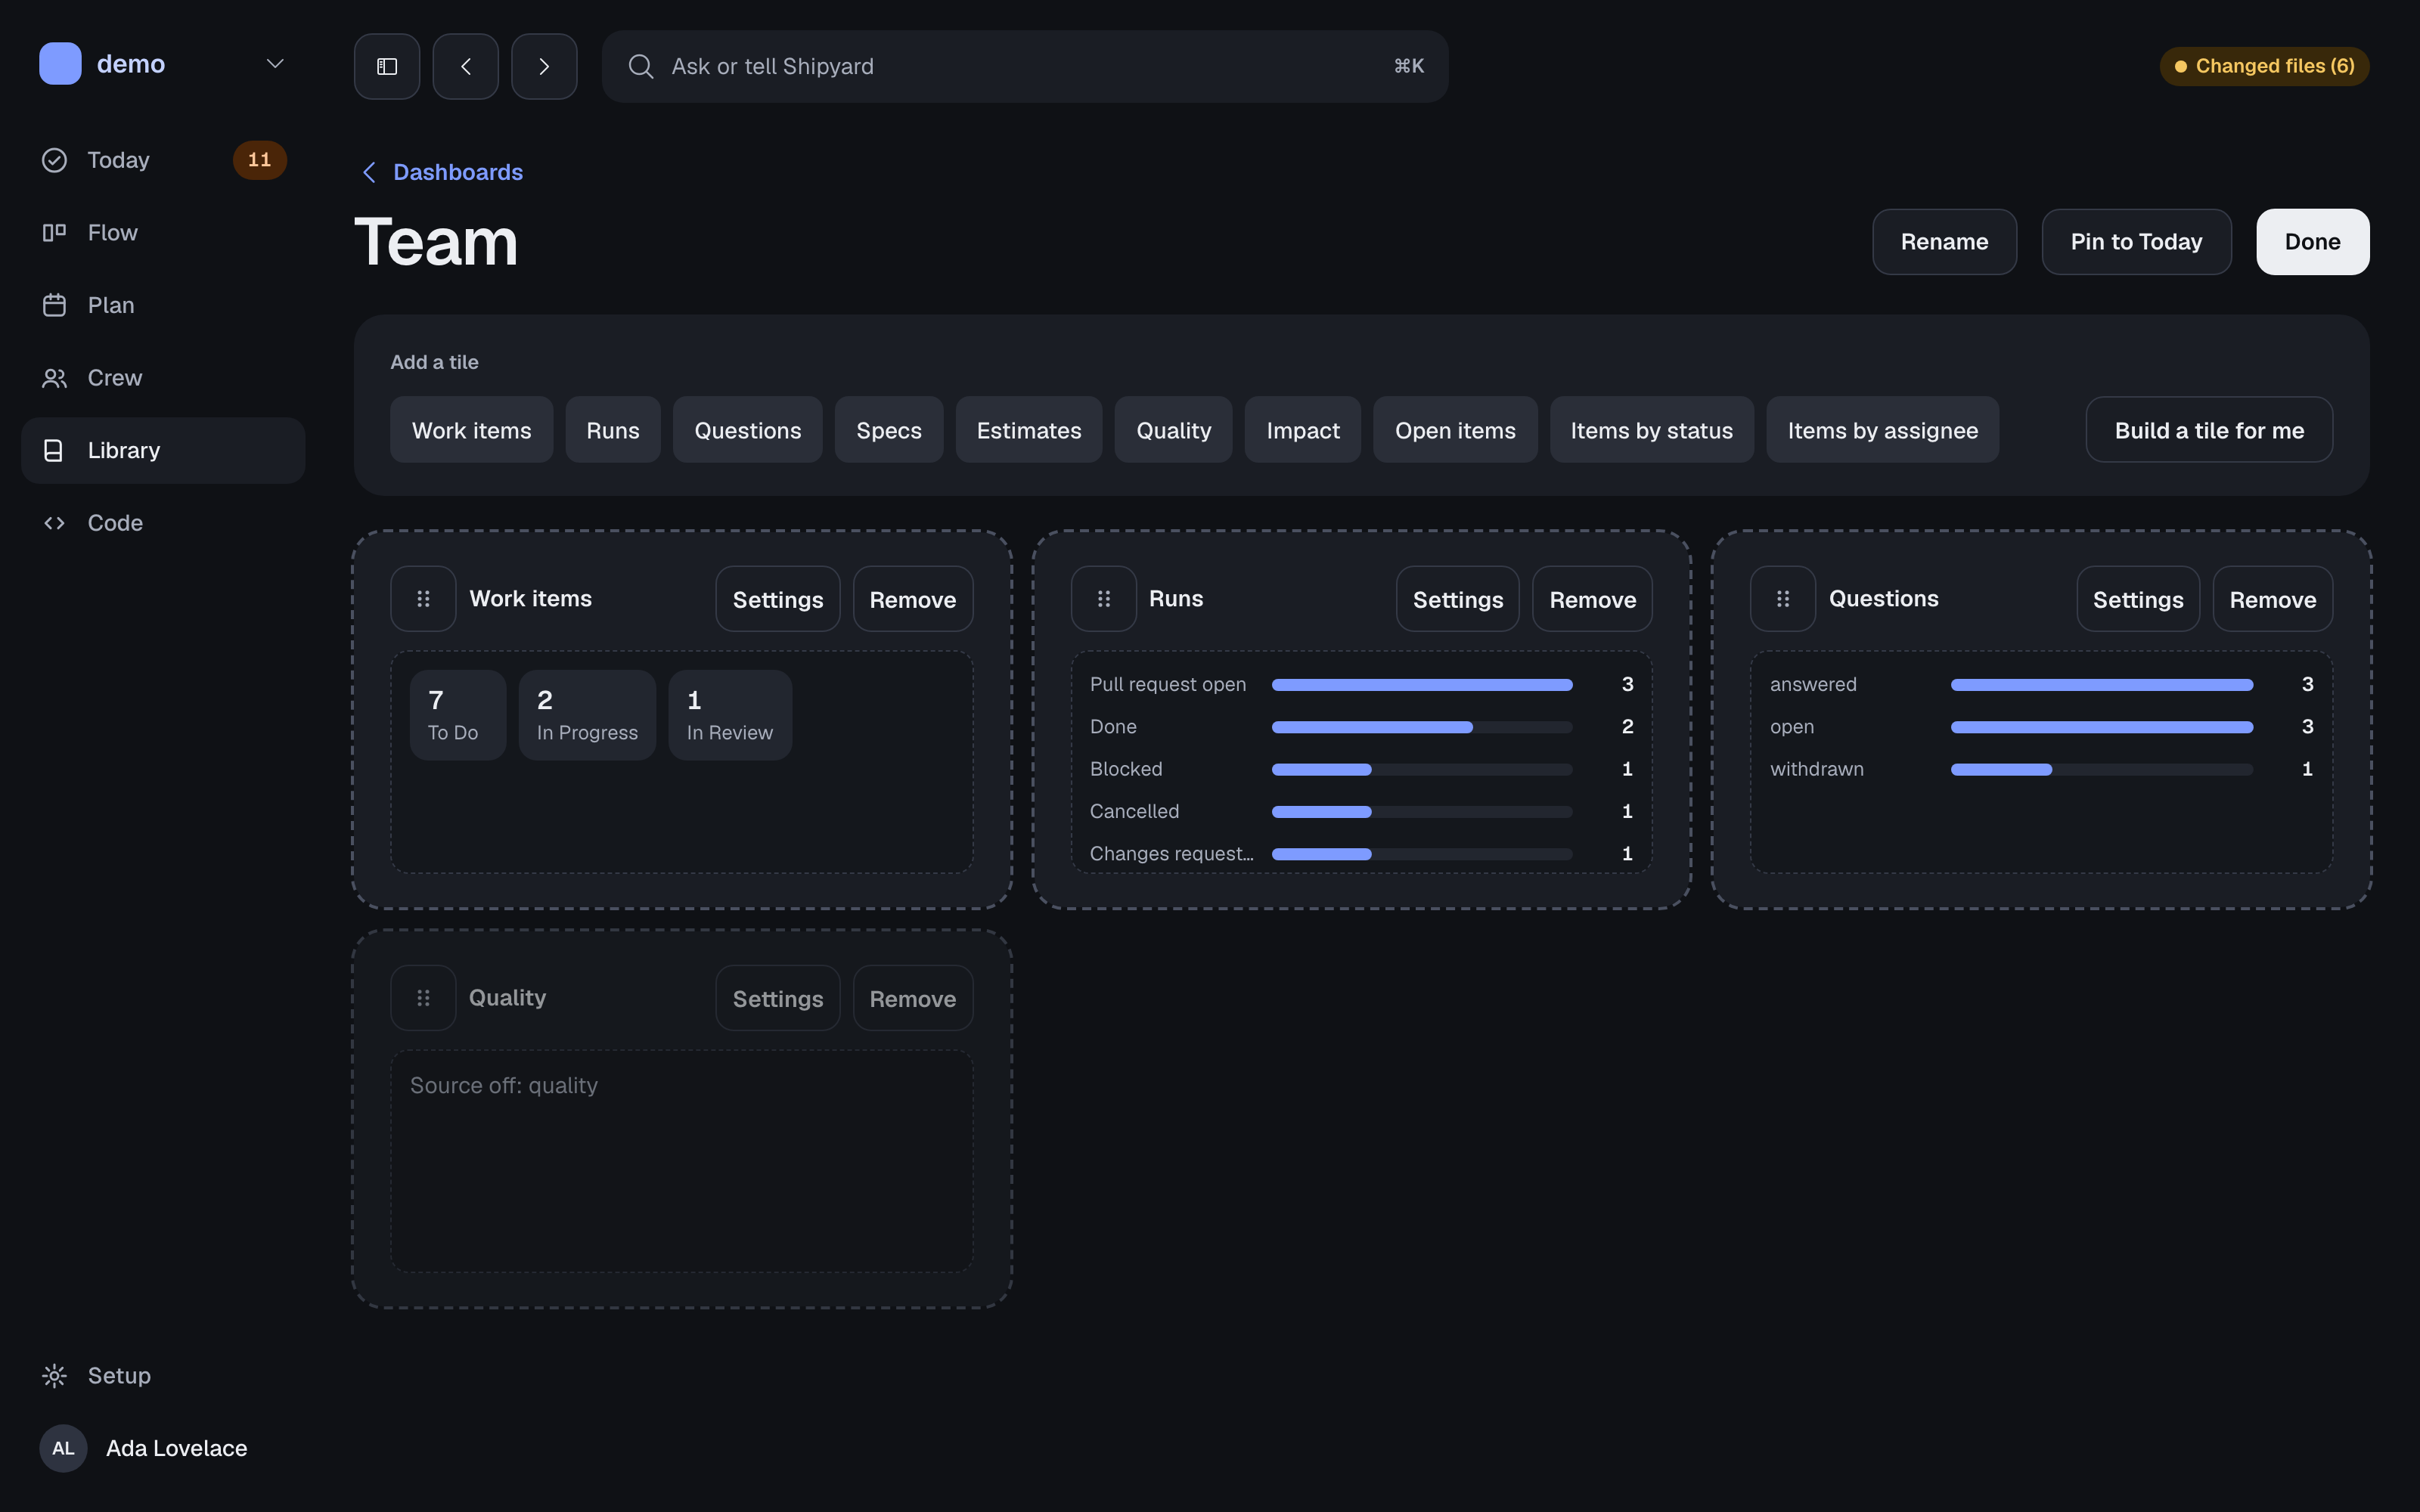 demo
Ask or tell Shipyard
⌘K
Changed files (6)
Today
11
Flow
Plan
Crew
Library
Code
Dashboards
Team
Rename
Pin to Today
Done
Add a tile
Work items
Runs
Questions
Specs
Estimates
Quality
Impact
Open items
Items by status
Items by assignee
Build a tile for me
Work items
Settings
Remove
7
To Do
2
In Progress
1
In Review
Runs
Settings
Remove
Pull request open 3
Done 2
Blocked 1
Cancelled 1
Changes request... 1
Questions
Settings
Remove
answered 3
open 3
withdrawn 1
Quality
Settings
Remove
Source off: quality
Setup
AL
Ada Lovelace